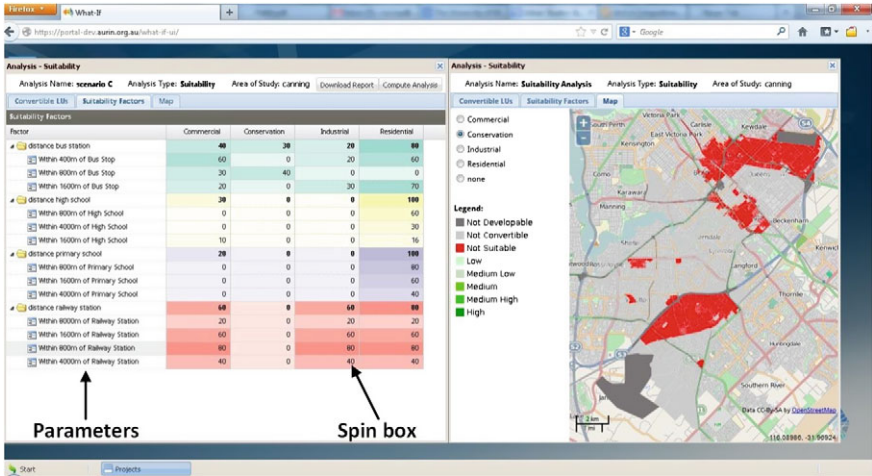 Firefox
What-If
https://portal-dev.aurin.org.au/what-if-ui/
Google
Analysis - Suitability
Analysis Name: scenario C Analysis Type: Suitability Area of Study: canning Download Report Compute Analysis
Convertible LUs Suitability Factors Map
Suitability Factors
Factor Commercial Conservation Industrial Residential
distance bus station 40 30 20 80
Within 400m of Bus Stop 60 0 20 60
Within 800m of Bus Stop 30 40 0 0
Within 1600m of Bus Stop 20 0 30 70
distance high school 30 0 0 100
Within 800m of High School 0 0 0 60
Within 4000m of High School 0 0 0 30
Within 1600m of High School 10 0 0 16
distance primary school 20 0 0 100
Within 800m of Primary School 0 0 0 80
Within 1600m of Primary School 0 0 0 60
Within 4000m of Primary School 0 0 0 40
distance railway station 60 0 60 80
Within 8000m of Railway Station 20 0 20 20
Within 1600m of Railway Station 60 0 60 60
Within 800m of Railway Station 80 0 80 80
Within 4000m of Railway Station 40 0 40 40
Parameters
Spin box
Analysis - Suitability
Analysis Name: Suitability Analysis Analysis Type: Suitability Area of Study: canning
Convertible LUs Suitability Factors Map
Commercial
Conservation
Industrial
Residential
none
Legend:
Not Developable
Not Convertible
Not Suitable
Low
Medium Low
Medium
Medium High
High
Victoria Park
South Perth
Carlisle
Kewdale
East Victoria Park
Kensington
Como
Karawara
Manning
Beckenham
Langford
Thornlie
Huntingdale
Southern River
2 km
1 mi
Data CC-By-SA by OpenStreetMap
Start
Projects